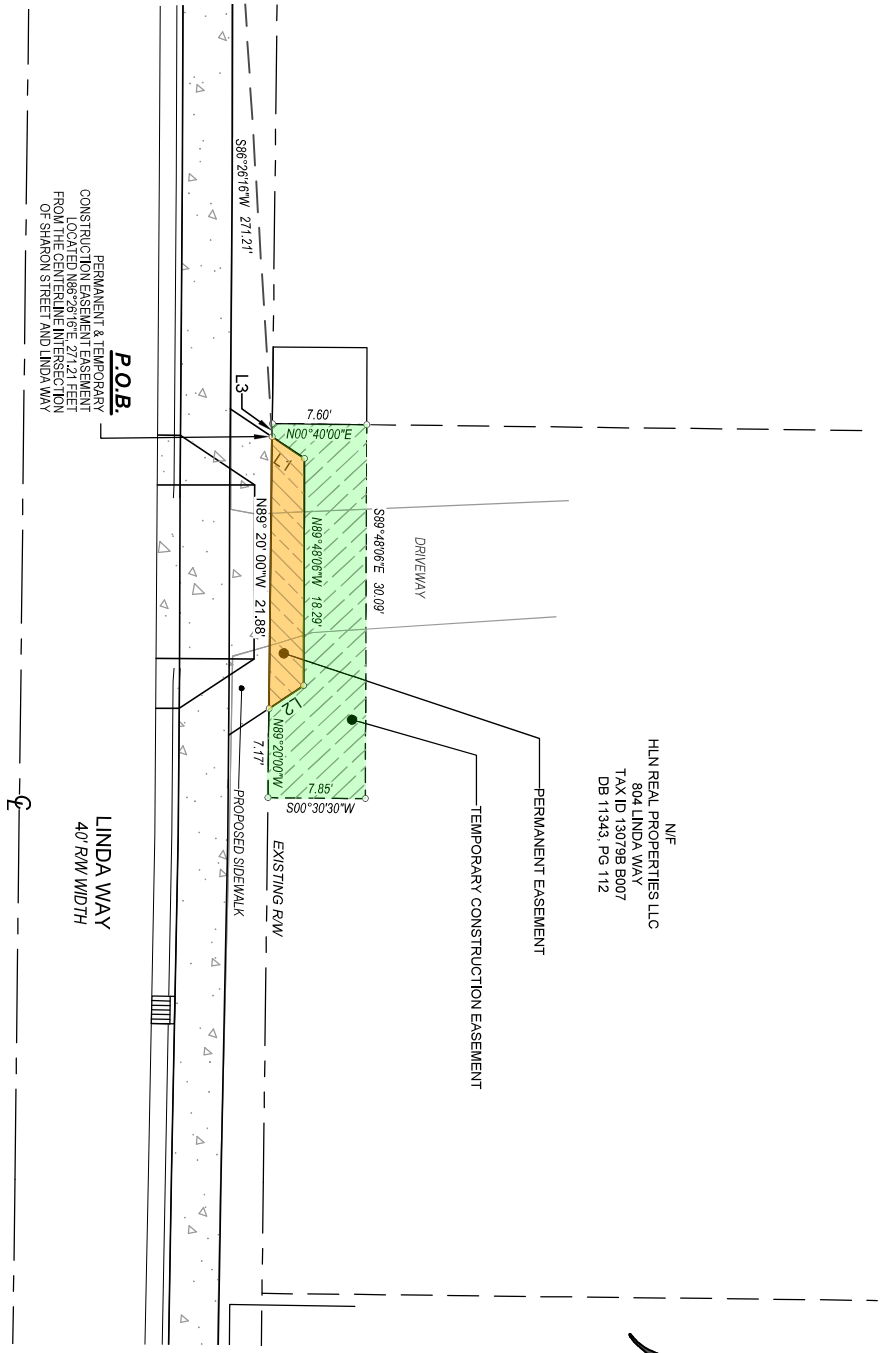 N/F
HLN REAL PROPERTIES LLC
804 LINDA WAY
TAX ID 13079B B007
DB 11343, PG 112
PERMANENT EASEMENT
TEMPORARY CONSTRUCTION EASEMENT
DRIVEWAY
S89°48'06"E 30.09'
7.60'
N00°40'00"E
N89°48'06"W 18.29'
7.85'
S00°30'30"W
L1
L2
L3
N89° 20' 00"W 21.88'
N89°20'00"W
7.17'
EXISTING R/W
PROPOSED SIDEWALK
S86°26'16"W 271.21'
P.O.B.
PERMANENT & TEMPORARY
CONSTRUCTION EASEMENT EASEMENT
LOCATED N86°26'16"E, 271.21 FEET
FROM THE CENTERLINE INTERSECTION
OF SHARON STREET AND LINDA WAY
LINDA WAY
40' R/W WIDTH
CL